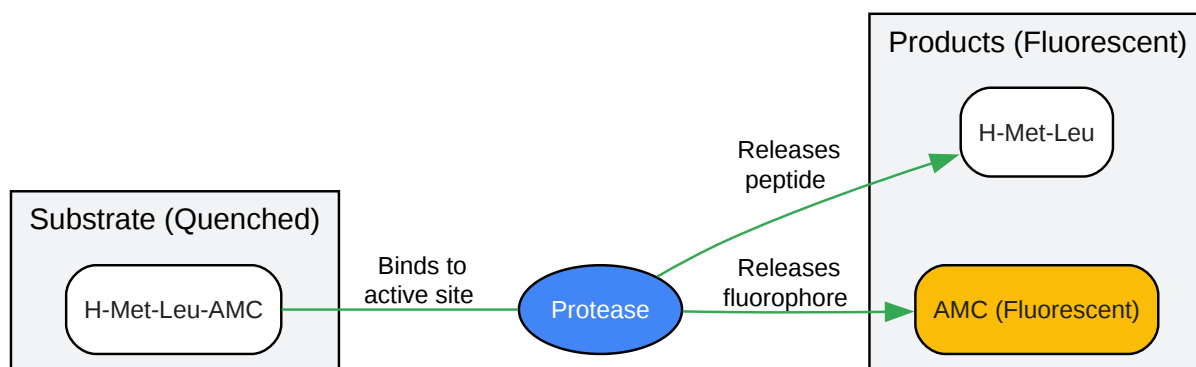 Substrate (Quenched)
H-Met-Leu-AMC
Binds to
active site
Protease
Releases
peptide
Releases
fluorophore
Products (Fluorescent)
H-Met-Leu
AMC (Fluorescent)